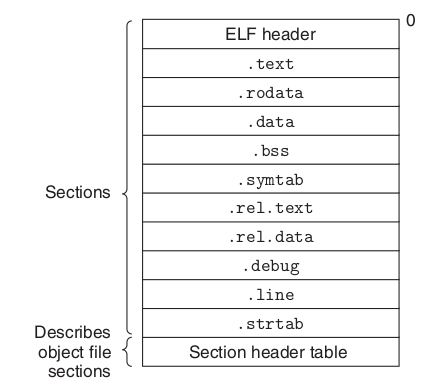 0
ELF header
.text
.rodata
.data
.bss
.symtab
Sections
.rel.text
.rel.data
.debug
.line
.strtab
Describes
object file
sections
Section header table